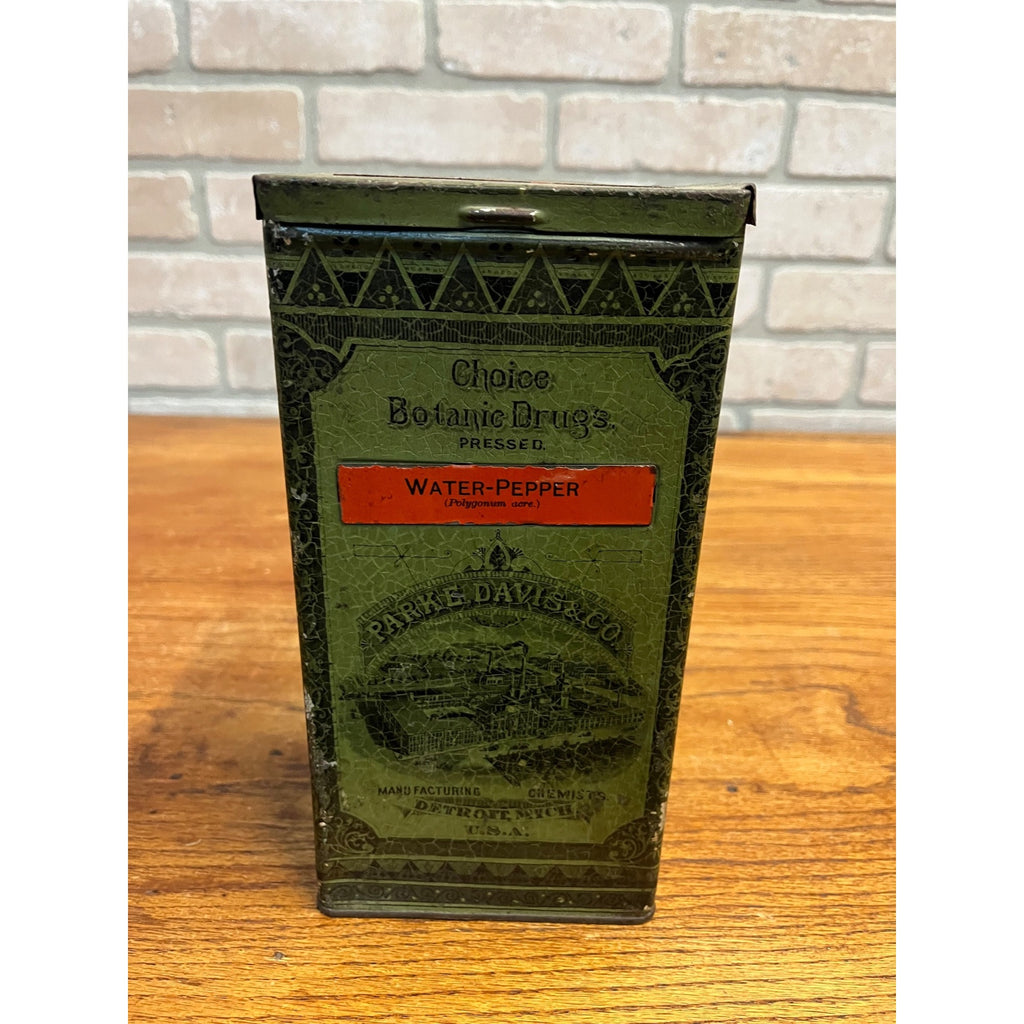 Choice
Botanic Drugs.
PRESSED.
WATER-PEPPER
(Polygonum acre.)
PARKE DAVIS & CO.
MANUFACTURING CHEMISTS.
DETROIT, MICH.
U.S.A.